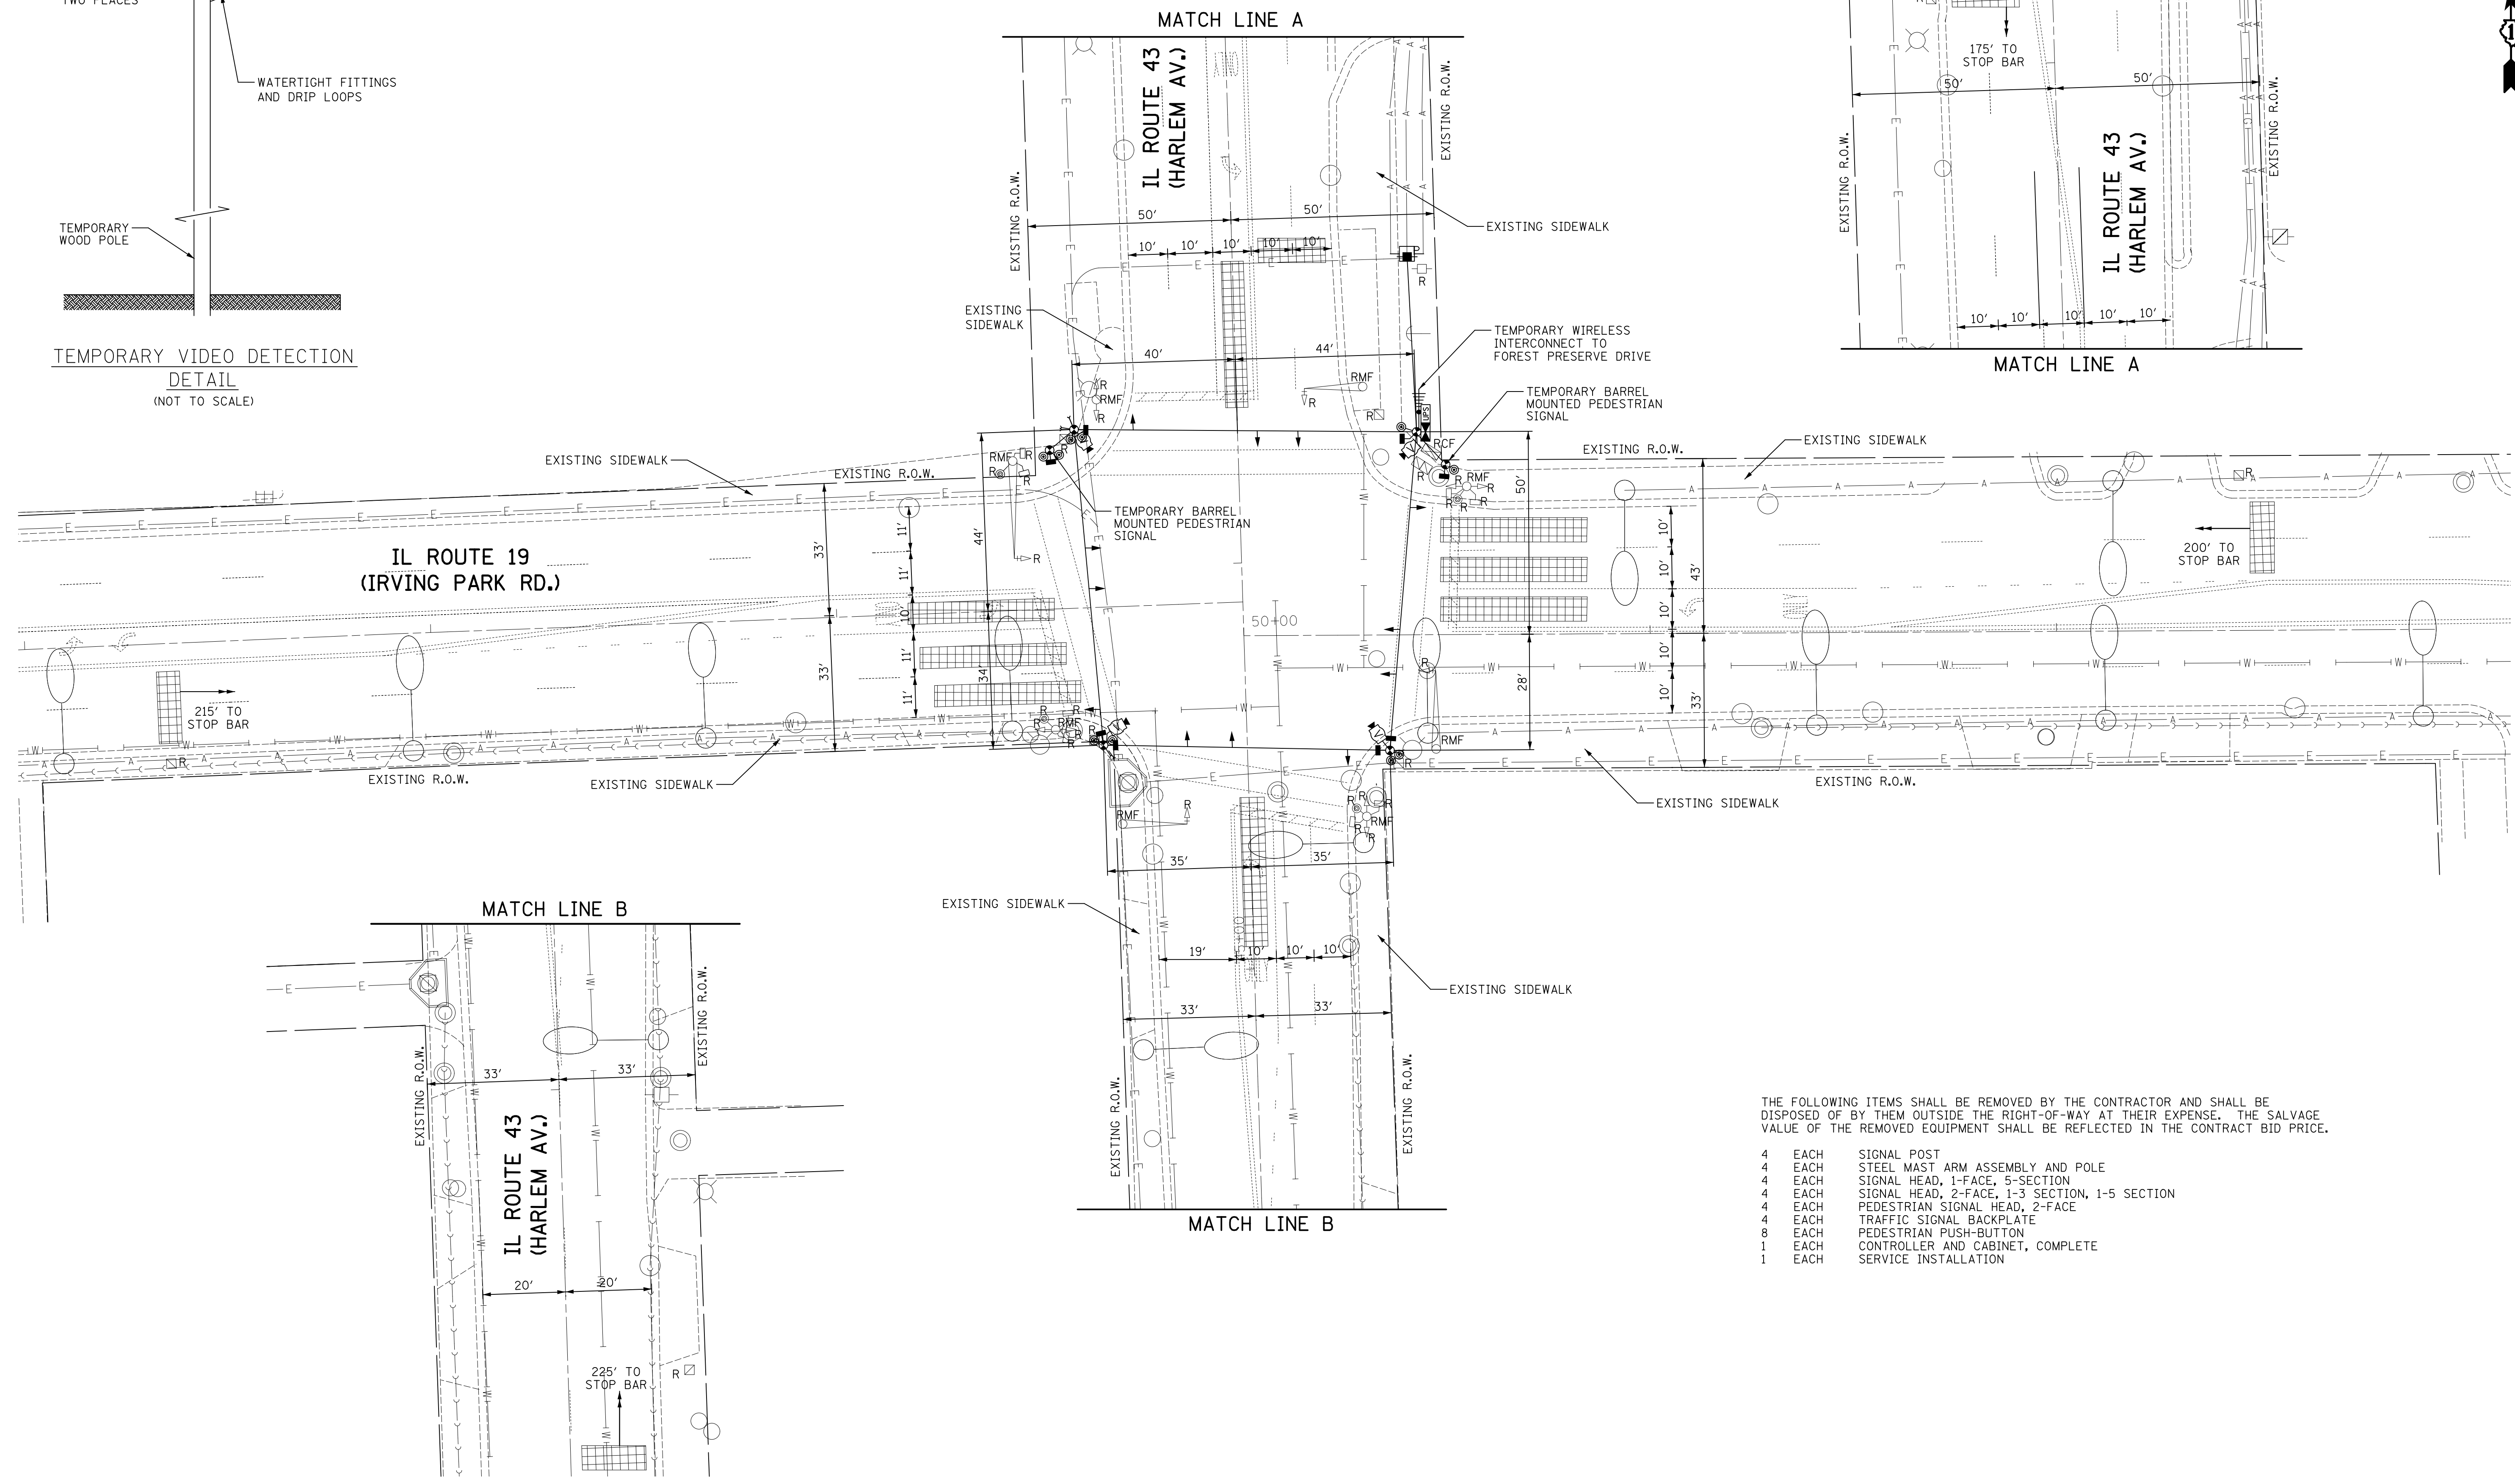 TWO PLACES
WATERTIGHT FITTINGS
AND DRIP LOOPS
TEMPORARY
WOOD POLE
TEMPORARY VIDEO DETECTION
DETAIL
(NOT TO SCALE)
MATCH LINE A
IL ROUTE 43
(HARLEM AV.)
EXISTING R.O.W.
EXISTING R.O.W.
50'
50'
EXISTING SIDEWALK
10'
10'
10'
10'
10'
P
R
EXISTING
SIDEWALK
40'
44'
TEMPORARY WIRELESS
INTERCONNECT TO
FOREST PRESERVE DRIVE
TEMPORARY BARREL
MOUNTED PEDESTRIAN
SIGNAL
RMF
R
RMF
R
R
R
UPS
RCF
175' TO
STOP BAR
50'
50'
EXISTING R.O.W.
EXISTING R.O.W.
IL ROUTE 43
(HARLEM AV.)
10'
10'
10'
10'
10'
MATCH LINE A
EXISTING SIDEWALK
EXISTING R.O.W.
RMF
R
R
R
R
TEMPORARY BARREL
MOUNTED PEDESTRIAN
SIGNAL
EXISTING R.O.W.
EXISTING SIDEWALK
R
RMF
R
R
R
R
R
IL ROUTE 19
(IRVING PARK RD.)
33'
33'
11'
11'
10'
11'
11'
44'
34'
R
50+00
50'
28'
10'
10'
10'
10'
10'
43'
33'
200' TO
STOP BAR
215' TO
STOP BAR
R
EXISTING R.O.W.
EXISTING SIDEWALK
R
R
R
RMF
R
R
RMF
R
R
RMF
R
EXISTING R.O.W.
EXISTING SIDEWALK
R
R
R
RMF
R
R
35'
35'
EXISTING SIDEWALK
19'
10'
10'
10'
EXISTING SIDEWALK
33'
33'
EXISTING R.O.W.
EXISTING R.O.W.
MATCH LINE B
MATCH LINE B
EXISTING R.O.W.
EXISTING R.O.W.
33'
33'
IL ROUTE 43
(HARLEM AV.)
20'
20'
225' TO
STOP BAR
R
THE FOLLOWING ITEMS SHALL BE REMOVED BY THE CONTRACTOR AND SHALL BE
DISPOSED OF BY THEM OUTSIDE THE RIGHT-OF-WAY AT THEIR EXPENSE. THE SALVAGE
VALUE OF THE REMOVED EQUIPMENT SHALL BE REFLECTED IN THE CONTRACT BID PRICE.
4 EACH SIGNAL POST
4 EACH STEEL MAST ARM ASSEMBLY AND POLE
4 EACH SIGNAL HEAD, 1-FACE, 5-SECTION
4 EACH SIGNAL HEAD, 2-FACE, 1-3 SECTION, 1-5 SECTION
4 EACH PEDESTRIAN SIGNAL HEAD, 2-FACE
4 EACH TRAFFIC SIGNAL BACKPLATE
8 EACH PEDESTRIAN PUSH-BUTTON
1 EACH CONTROLLER AND CABINET, COMPLETE
1 EACH SERVICE INSTALLATION